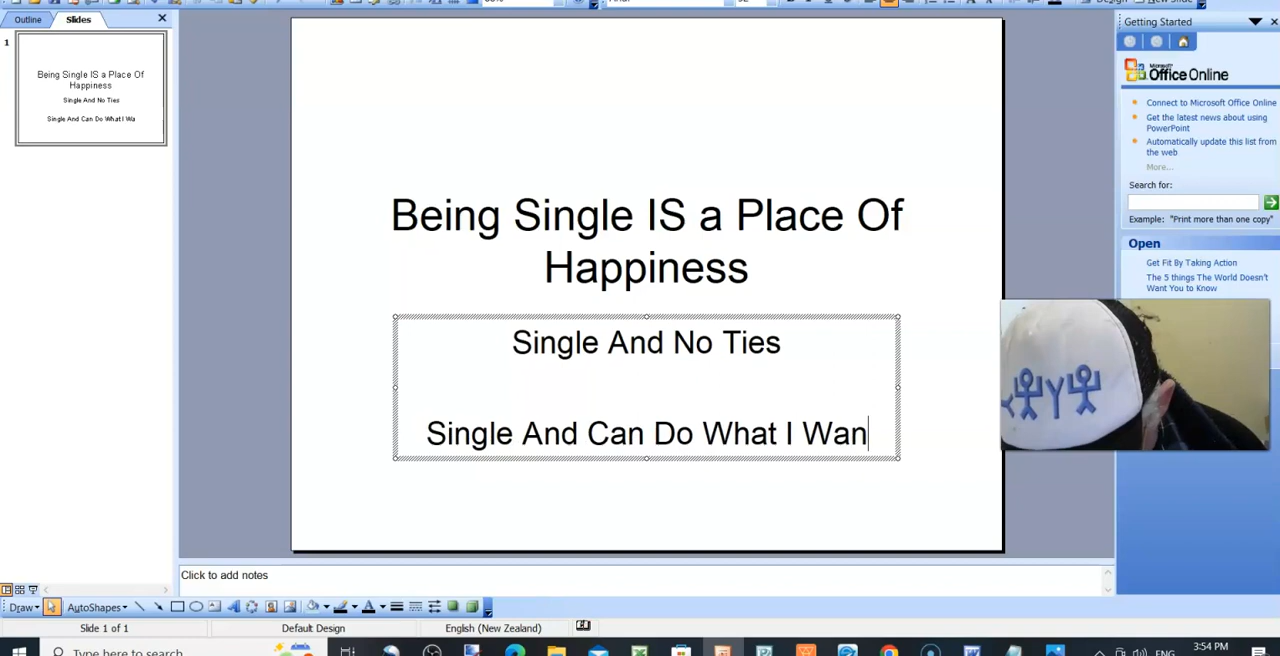 Outline
Slides
1
Being Single IS a Place Of
Happiness
Single And No Ties
Single And Can Do What I Wa
Being Single IS a Place Of
Happiness
Single And No Ties
Single And Can Do What I Wan
Click to add notes
Getting Started
Microsoft
Office Online
Connect to Microsoft Office Online
Get the latest news about using
PowerPoint
Automatically update this list from
the web
More...
Search for:
Example: "Print more than one copy"
Open
Get Fit By Taking Action
The 5 things The World Doesn't
Want You to Know
Draw
AutoShapes
Slide 1 of 1
Default Design
English (New Zealand)
Type here to search
ENG
3:54 PM